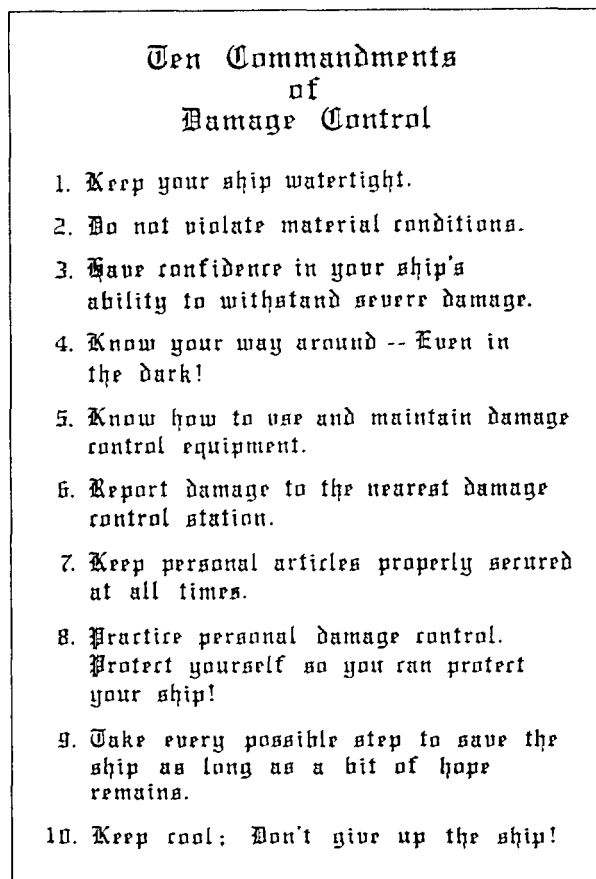 Ten Commandments
of
Damage Control
1. Keep your ship watertight.
2. Do not violate material conditions.
3. Have confidence in your ship's
ability to withstand severe damage.
4. Know your way around -- Even in
the dark!
5. Know how to use and maintain damage
control equipment.
6. Report damage to the nearest damage
control station.
7. Keep personal articles properly secured
at all times.
8. Practice personal damage control.
Protect yourself so you can protect
your ship!
9. Take every possible step to save the
ship as long as a bit of hope
remains.
10. Keep cool; Don't give up the ship!